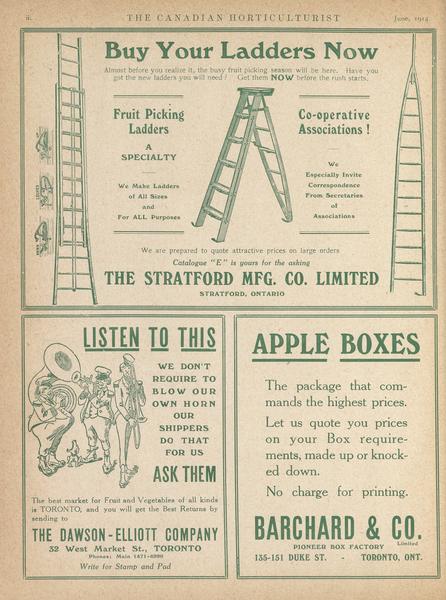 ii.
THE CANADIAN HORTICULTURIST
June, 1914
Buy Your Ladders Now
Almost before you realize it, the busy fruit picking season will be here. Have you
got the new ladders you will need? Get them NOW before the rush starts.
Fruit Picking
Ladders
A
SPECIALTY
We Make Ladders
of All Sizes
and
For ALL Purposes
Co-operative
Associations !
We
Especially Invite
Correspondence
From Secretaries
of
Associations
We are prepared to quote attractive prices on large orders
Catalogue "E" is yours for the asking
THE STRATFORD MFG. CO. LIMITED
STRATFORD, ONTARIO
LISTEN TO THIS
WE DON'T
REQUIRE TO
BLOW OUR
OWN HORN
OUR
SHIPPERS
DO THAT
FOR US
ASK THEM
The best market for Fruit and Vegetables of all kinds
is TORONTO, and you will get the Best Returns by
sending to
THE DAWSON-ELLIOTT COMPANY
32 West Market St., TORONTO
Phones: Main
Write for Stamp and Pad
APPLE BOXES
The package that com-
mands the highest prices.
Let us quote you prices
on your Box require-
ments, made up or knock-
ed down.
No charge for printing.
BARCHARD & CO.
Limited
PIONEER BOX FACTORY
135-151 DUKE ST. - TORONTO, ONT.